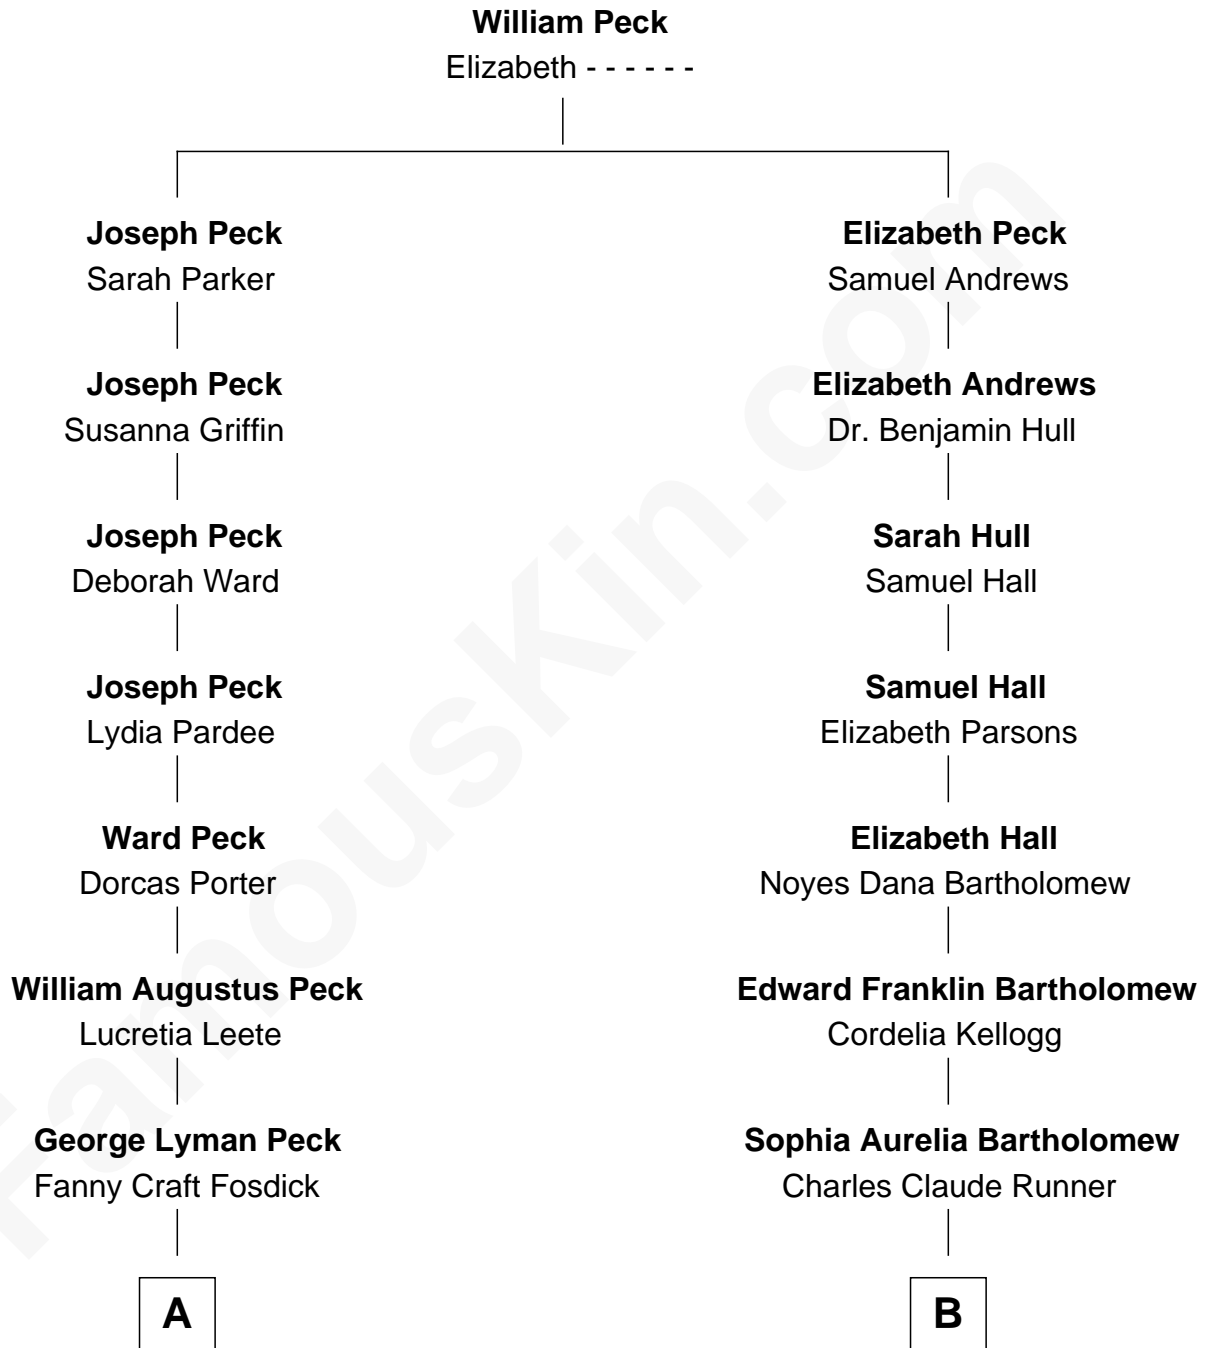 William Peck
Elizabeth - - - - - -
Joseph Peck
Sarah Parker
Elizabeth Peck
Samuel Andrews
Joseph Peck
Susanna Griffin
Elizabeth Andrews
Dr. Benjamin Hull
Joseph Peck
Deborah Ward
Sarah Hull
Samuel Hall
Joseph Peck
Lydia Pardee
Samuel Hall
Elizabeth Parsons
Ward Peck
Dorcas Porter
Elizabeth Hall
Noyes Dana Bartholomew
William Augustus Peck
Lucretia Leete
Edward Franklin Bartholomew
Cordelia Kellogg
George Lyman Peck
Fanny Craft Fosdick
Sophia Aurelia Bartholomew
Charles Claude Runner
A
B
FamousKin.com